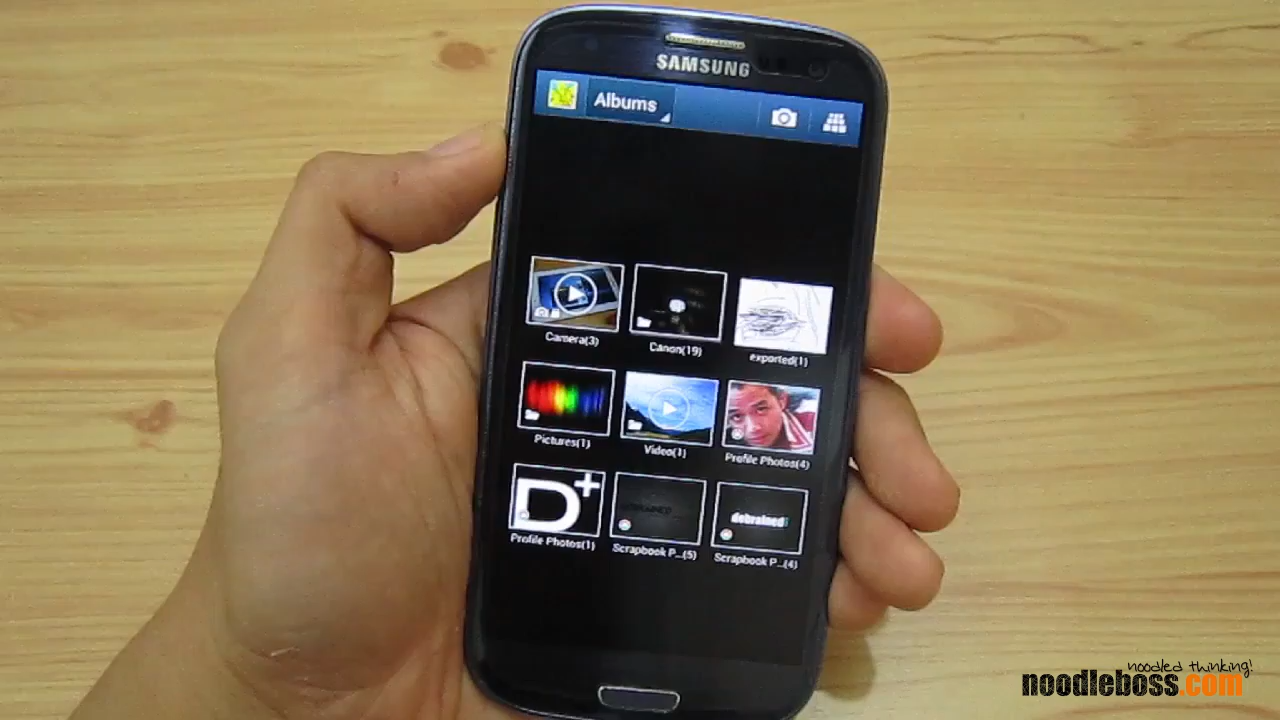 SAMSUNG
Albums
Camera(3)
Canon(19)
exported(1)
Pictures(1)
Video(1)
Profile Photos(4)
D+
Profile Photos(1)
Scrapbook P...(5)
debrained
Scrapbook P...(4)
noodled thinking!
noodleboss.com